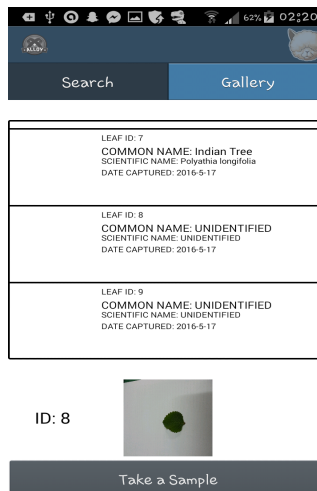 62% 02:20
ALLOY
Search Gallery
LEAF ID: 7
COMMON NAME: Indian Tree
SCIENTIFIC NAME: Polyathia longifolia
DATE CAPTURED: 2016-5-17
LEAF ID: 8
COMMON NAME: UNIDENTIFIED
SCIENTIFIC NAME: UNIDENTIFIED
DATE CAPTURED: 2016-5-17
LEAF ID: 9
COMMON NAME: UNIDENTIFIED
SCIENTIFIC NAME: UNIDENTIFIED
DATE CAPTURED: 2016-5-17
ID: 8
Take a Sample